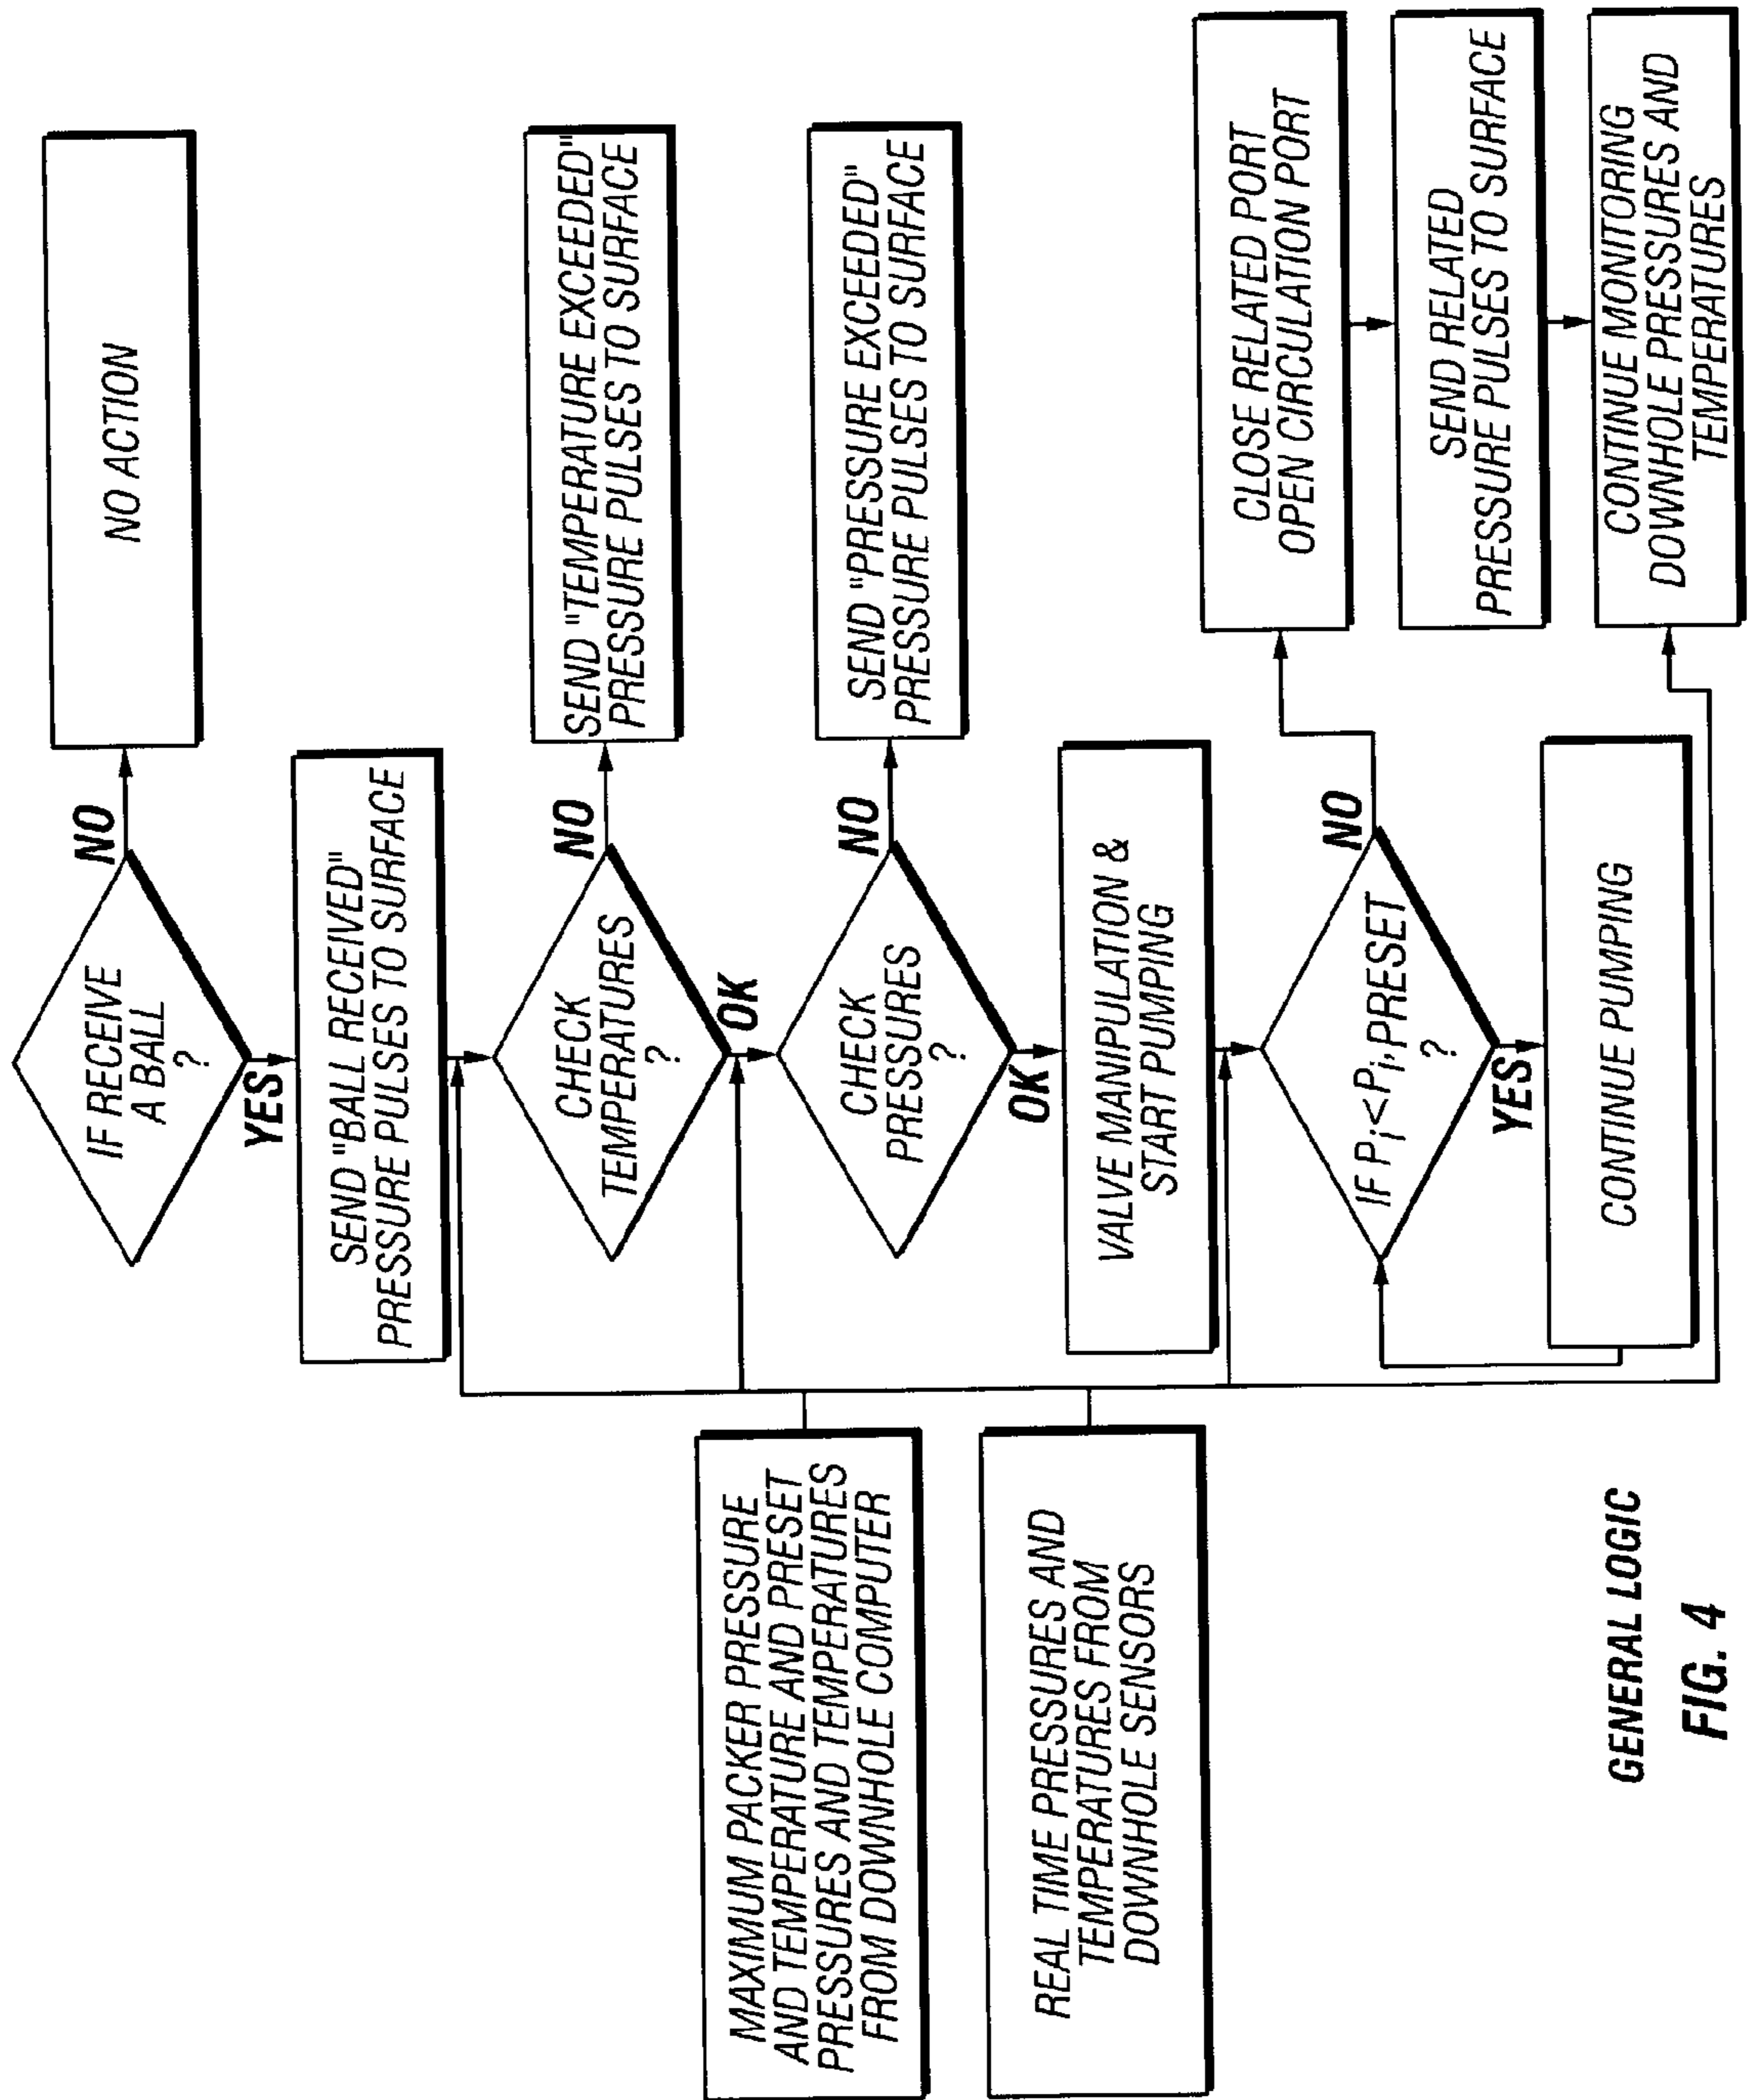 IF RECEIVE
A BALL
?
NO
NO ACTION
YES
SEND "BALL RECEIVED"
PRESSURE PULSES TO SURFACE
CHECK
TEMPERATURES
?
NO
SEND "TEMPERATURE EXCEEDED"
PRESSURE PULSES TO SURFACE
OK
CHECK
PRESSURES
?
NO
SEND "PRESSURE EXCEEDED"
PRESSURE PULSES TO SURFACE
OK
VALVE MANIPULATION &
START PUMPING
IF Pi<Pi,PRESET
?
NO
CLOSE RELATED PORT
OPEN CIRCULATION PORT
SEND RELATED
PRESSURE PULSES TO SURFACE
CONTINUE MONITORING
DOWNHOLE PRESSURES AND
TEMPERATURES
YES
CONTINUE PUMPING
MAXIMUM PACKER PRESSURE
AND TEMPERATURE AND PRESET
PRESSURES AND TEMPERATURES
FROM DOWNHOLE COMPUTER
REAL TIME PRESSURES AND
TEMPERATURES FROM
DOWNHOLE SENSORS
GENERAL LOGIC
FIG. 4